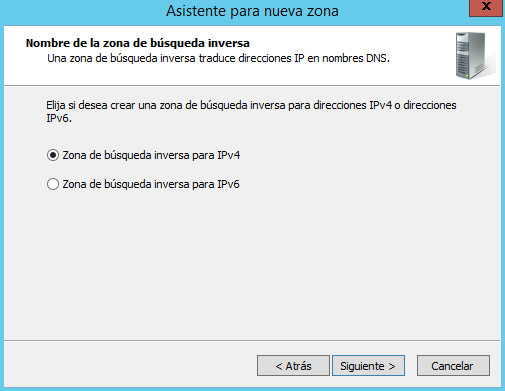 Asistente para nueva zona
x
Nombre de la zona de búsqueda inversa
Una zona de búsqueda inversa traduce direcciones IP en nombres DNS.
Elija si desea crear una zona de búsqueda inversa para direcciones IPv4 o direcciones
IPv6.
Zona de búsqueda inversa para IPv4
Zona de búsqueda inversa para IPv6
< Atrás
Siguiente >
Cancelar